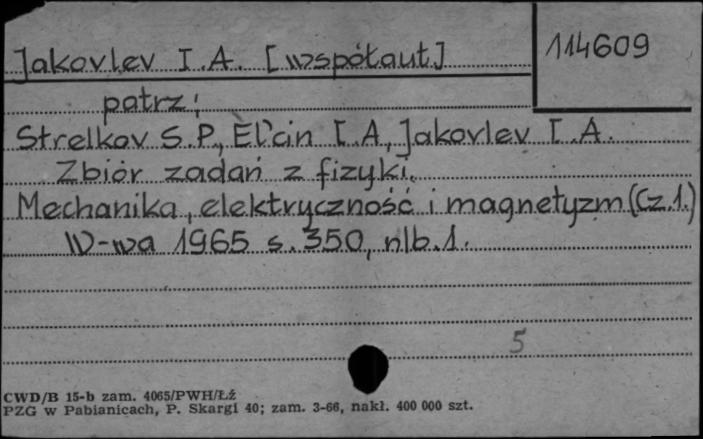 Jakovlev I.A. [współaut.]
114609
patrz:
Strelkov S.P., Èl'cin I.A., Jakovlev I.A.
Zbiór zadań z fizyki.
Mechanika, elektryczność i magnetyzm (Cz.1.)
W-wa 1965 s. 350, nlb.1.
5
CWD/B 15-b zam. 4065/PWH/Łź
PZG w Pabianicach, P. Skargi 40; zam. 3-66, nakł. 400 000 szt.